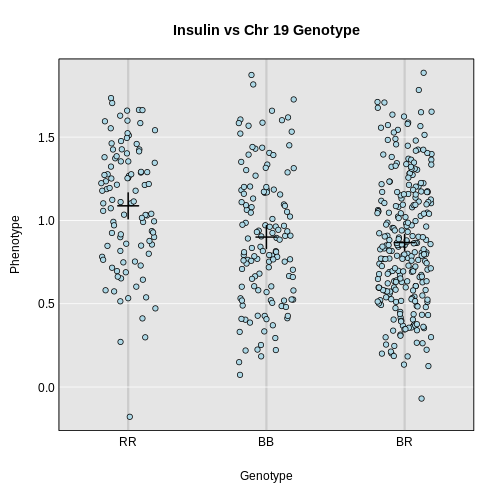 Insulin vs Chr 19 Genotype
Phenotype
1.5
1.0
0.5
0.0
RR BB BR
Genotype